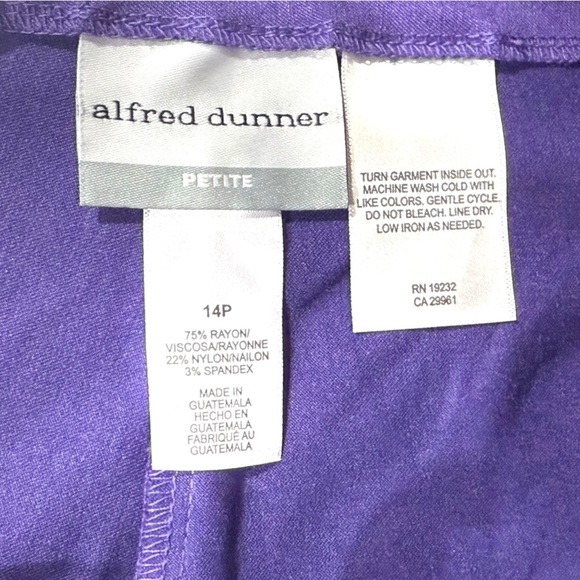 alfred dunner
PETITE
14P
75% RAYON/
VISCOSA/RAYONNE
22% NYLON/NAILON
3% SPANDEX
MADE IN
GUATEMALA
HECHO EN
GUATEMALA
FABRIQUÉ AU
GUATEMALA
TURN GARMENT INSIDE OUT.
MACHINE WASH COLD WITH
LIKE COLORS. GENTLE CYCLE.
DO NOT BLEACH. LINE DRY.
LOW IRON AS NEEDED.
RN 19232
CA 29961